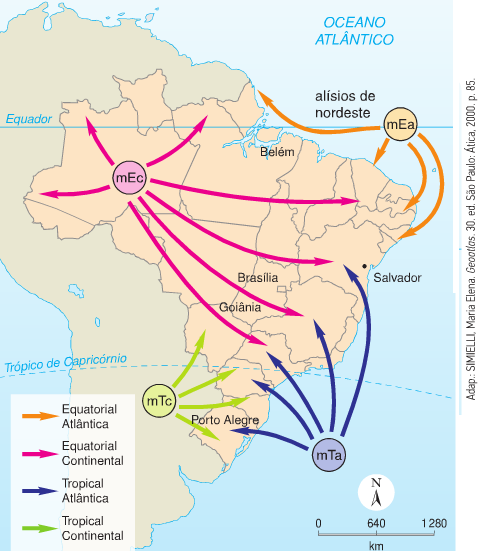 OCEANO
ATLÂNTICO
Equador
alísios de
nordeste
mEa
Belém
mEc
Brasília
Salvador
Goiânia
Trópico de Capricórnio
mTc
Porto Alegre
mTa
Equatorial
Atlântica
Equatorial
Continental
Tropical
Atlântica
Tropical
Continental
N
0 640 1 280
km
Adap.: SIMIELLI, Maria Elena. Geoatlas. 30. ed. São Paulo: Ática, 2000. p. 85.